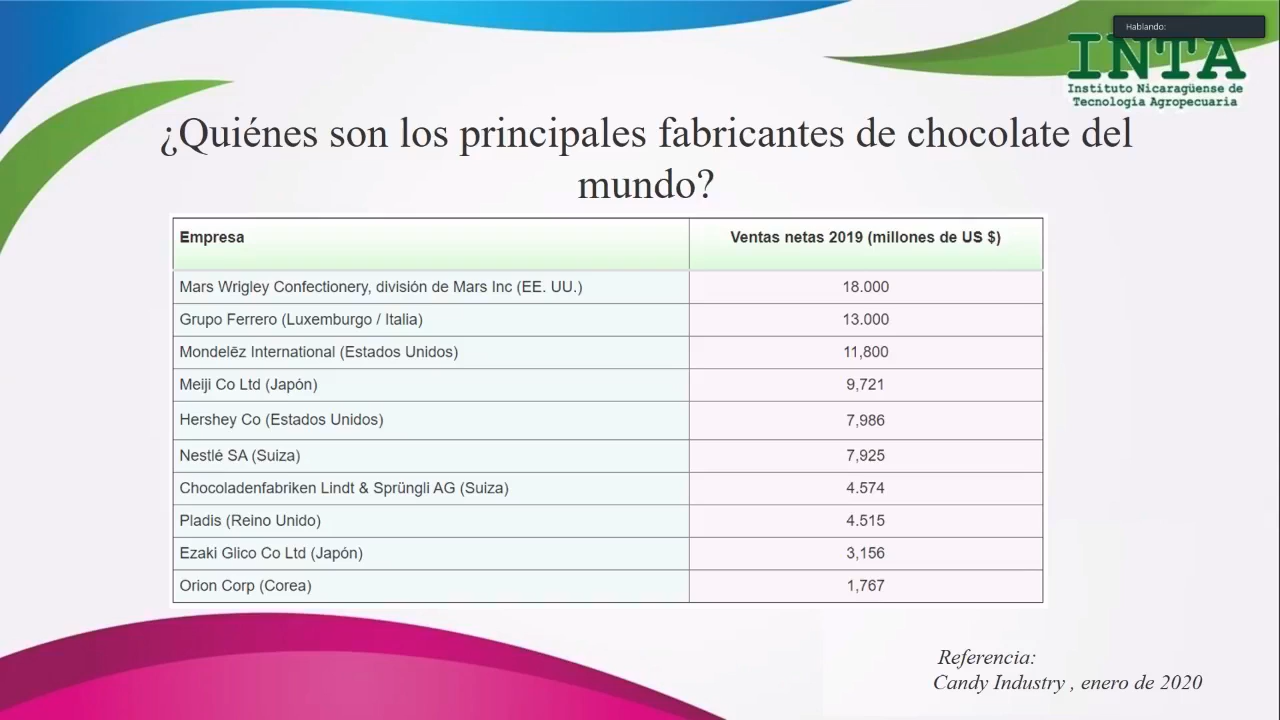 Hablando:
INTA
Instituto Nicaragüense de
Tecnología Agropecuaria
¿Quiénes son los principales fabricantes de chocolate del
mundo?
Empresa Ventas netas 2019 (millones de US $)
Mars Wrigley Confectionery, división de Mars Inc (EE. UU.) 18.000
Grupo Ferrero (Luxemburgo / Italia) 13.000
Mondelēz International (Estados Unidos) 11,800
Meiji Co Ltd (Japón) 9,721
Hershey Co (Estados Unidos) 7,986
Nestlé SA (Suiza) 7,925
Chocoladenfabriken Lindt & Sprüngli AG (Suiza) 4.574
Pladis (Reino Unido) 4.515
Ezaki Glico Co Ltd (Japón) 3,156
Orion Corp (Corea) 1,767
Referencia:
Candy Industry , enero de 2020